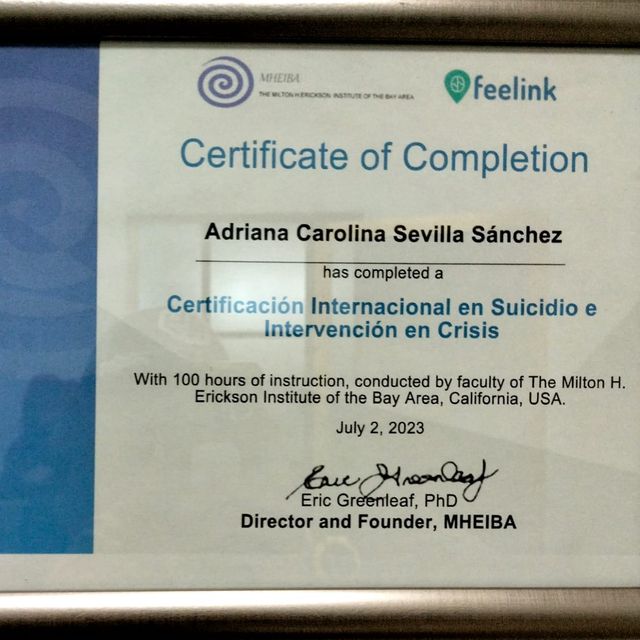 MHEIBA
THE MILTON H ERICKSON INSTITUTE OF THE BAY AREA
feelink
Certificate of Completion
Adriana Carolina Sevilla Sánchez
has completed a
Certificación Internacional en Suicidio e
Intervención en Crisis
With 100 hours of instruction, conducted by faculty of The Milton H.
Erickson Institute of the Bay Area, California, USA.
July 2, 2023
Eric Greenleaf
Eric Greenleaf, PhD
Director and Founder, MHEIBA